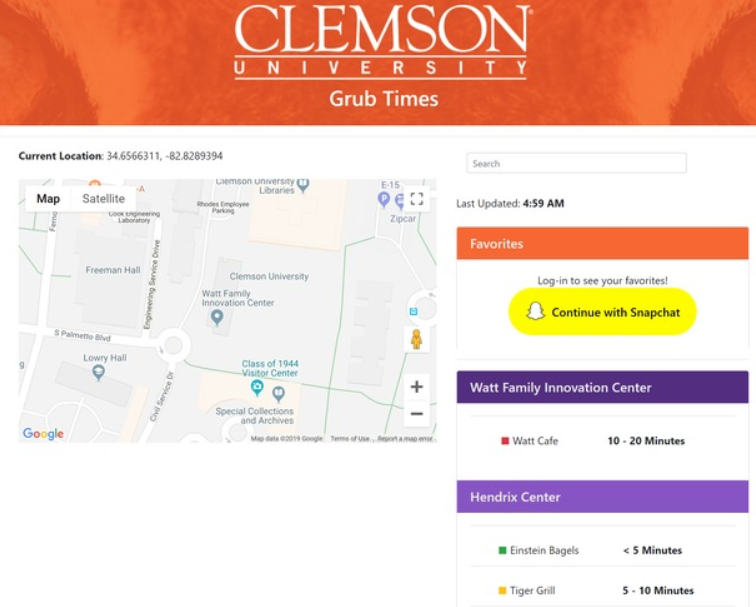 CLEMSON
UNIVERSITY
Grub Times
Current Location: 34.6566311, -82.8289394
Map
Satellite
-A
Cook Engineering
Laboratory
Clemson University
Libraries
Rhodes Employee
Parking
E-15
Zipcar
Freeman Hall
Engineering Service Drive
Clemson University
Watt Family
Innovation Center
S Palmetto Blvd
Lowry Hall
Class of 1944
Visitor Center
Civil Service Dr
Special Collections
and Archives
Google
Map data ©2019 Google
Terms of Use
Report a map error
Search
Last Updated: 4:59 AM
Favorites
Log-in to see your favorites!
Continue with Snapchat
Watt Family Innovation Center
Watt Cafe 10 - 20 Minutes
Hendrix Center
Einstein Bagels < 5 Minutes
Tiger Grill 5 - 10 Minutes